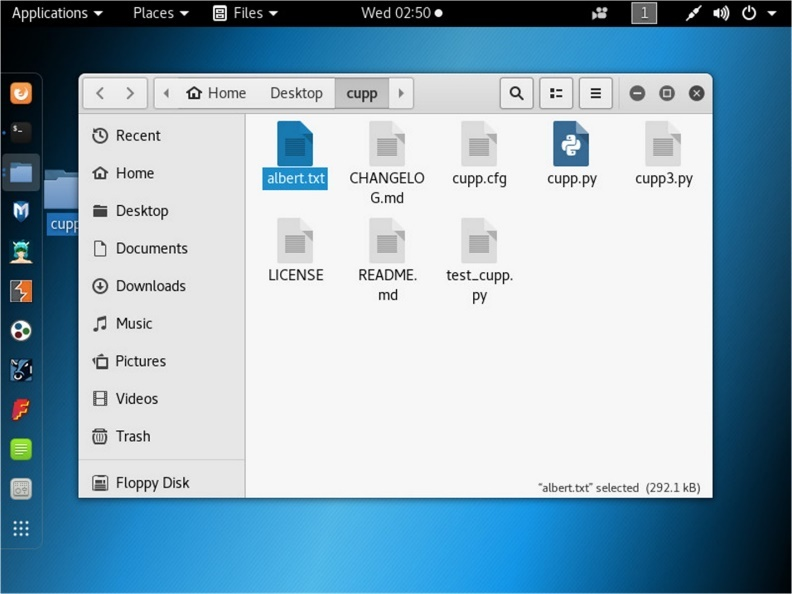 Applications Places Files Wed 02:50 1
Home Desktop cupp
Recent
Home
Desktop
Documents
Downloads
Music
Pictures
Videos
Trash
Floppy Disk
albert.txt CHANGELO cupp.cfg cupp.py cupp3.py
G.md
LICENSE README. test_cupp.
md py
"albert.txt" selected (292.1 kB)
cupp